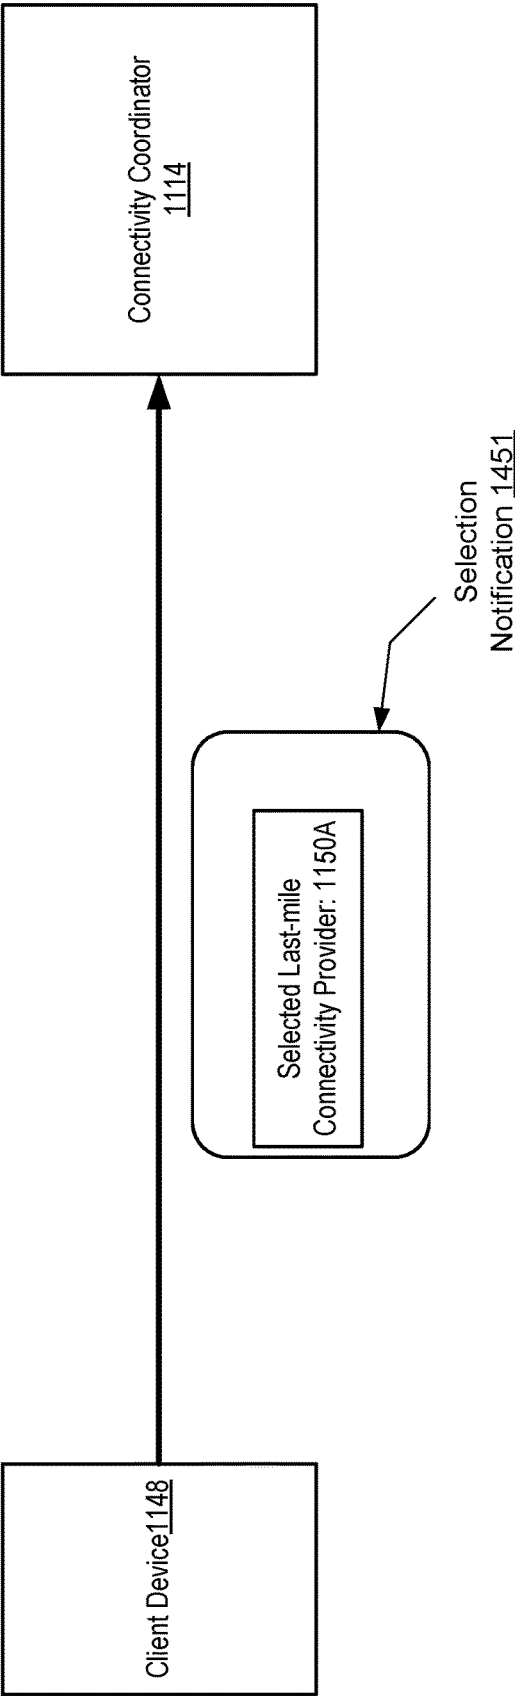 Client Device1148
Selected Last-mile
Connectivity Provider: 1150A
Selection
Notification 1451
Connectivity Coordinator
1114